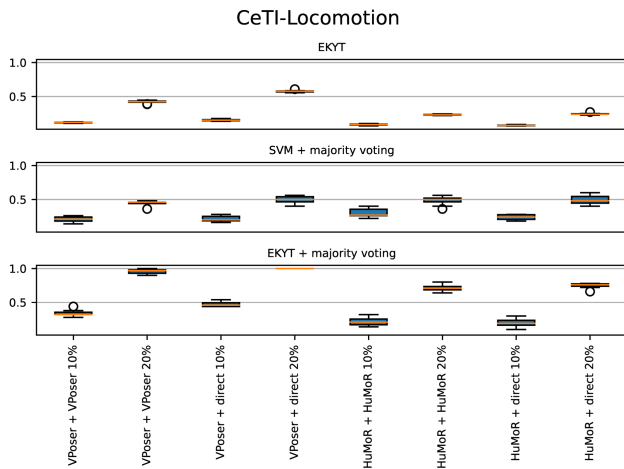 CeTI-Locomotion
EKYT
1.0
0.5
SVM + majority voting
1.0
0.5
EKYT + majority voting
1.0
0.5
VPoser + VPoser 10%
VPoser + VPoser 20%
VPoser + direct 10%
VPoser + direct 20%
HuMoR + HuMoR 10%
HuMoR + HuMoR 20%
HuMoR + direct 10%
HuMoR + direct 20%